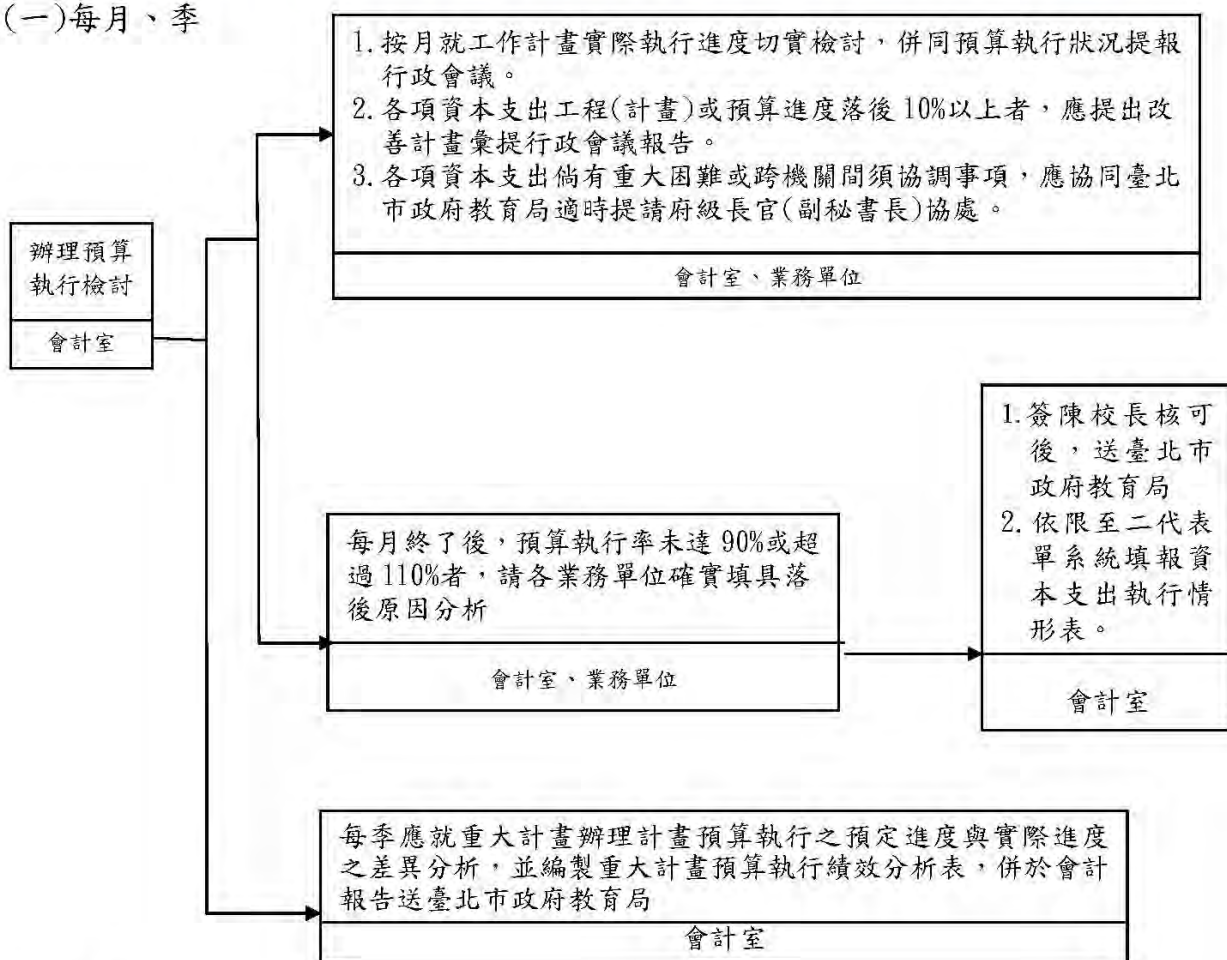 (一)每月、季
1.按月就工作計畫實際執行進度切實檢討，併同預算執行狀況提報
行政會議。
2.各項資本支出工程(計畫)或預算進度落後 10%以上者，應提出改
善計畫彙提行政會議報告。
3.各項資本支出倘有重大困難或跨機關間須協調事項，應協同臺北
市政府教育局適時提請府級長官(副秘書長)協處。
會計室、業務單位
辦理預算
執行檢討
會計室
每月終了後，預算執行率未達 90%或超
過 110%者，請各業務單位確實填具落
後原因分析
會計室、業務單位
1.簽陳校長核可
後，送臺北市
政府教育局
2.依限至二代表
單系統填報資
本支出執行情
形表。
會計室
每季應就重大計畫辦理計畫預算執行之預定進度與實際進度
之差異分析，並編製重大計畫預算執行績效分析表，併於會計
報告送臺北市政府教育局
會計室